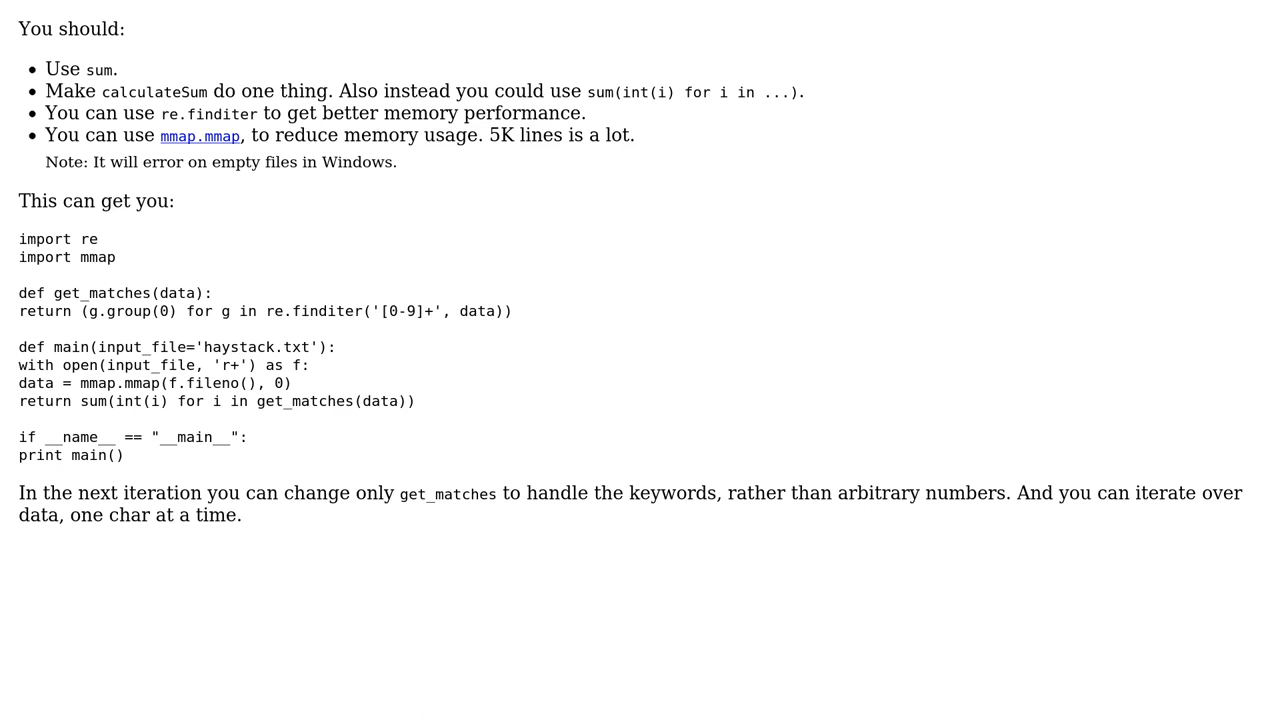 You should:
Use sum.
Make calculateSum do one thing. Also instead you could use sum(int(i) for i in ...).
You can use re.finditer to get better memory performance.
You can use mmap.mmap, to reduce memory usage. 5K lines is a lot.
Note: It will error on empty files in Windows.
This can get you:
import re
import mmap
def get_matches(data):
return (g.group(0) for g in re.finditer('[0-9]+', data))
def main(input_file='haystack.txt'):
with open(input_file, 'r+') as f:
data = mmap.mmap(f.fileno(), 0)
return sum(int(i) for i in get_matches(data))
if __name__ == "__main__":
print main()
In the next iteration you can change only get_matches to handle the keywords, rather than arbitrary numbers. And you can iterate over
data, one char at a time.